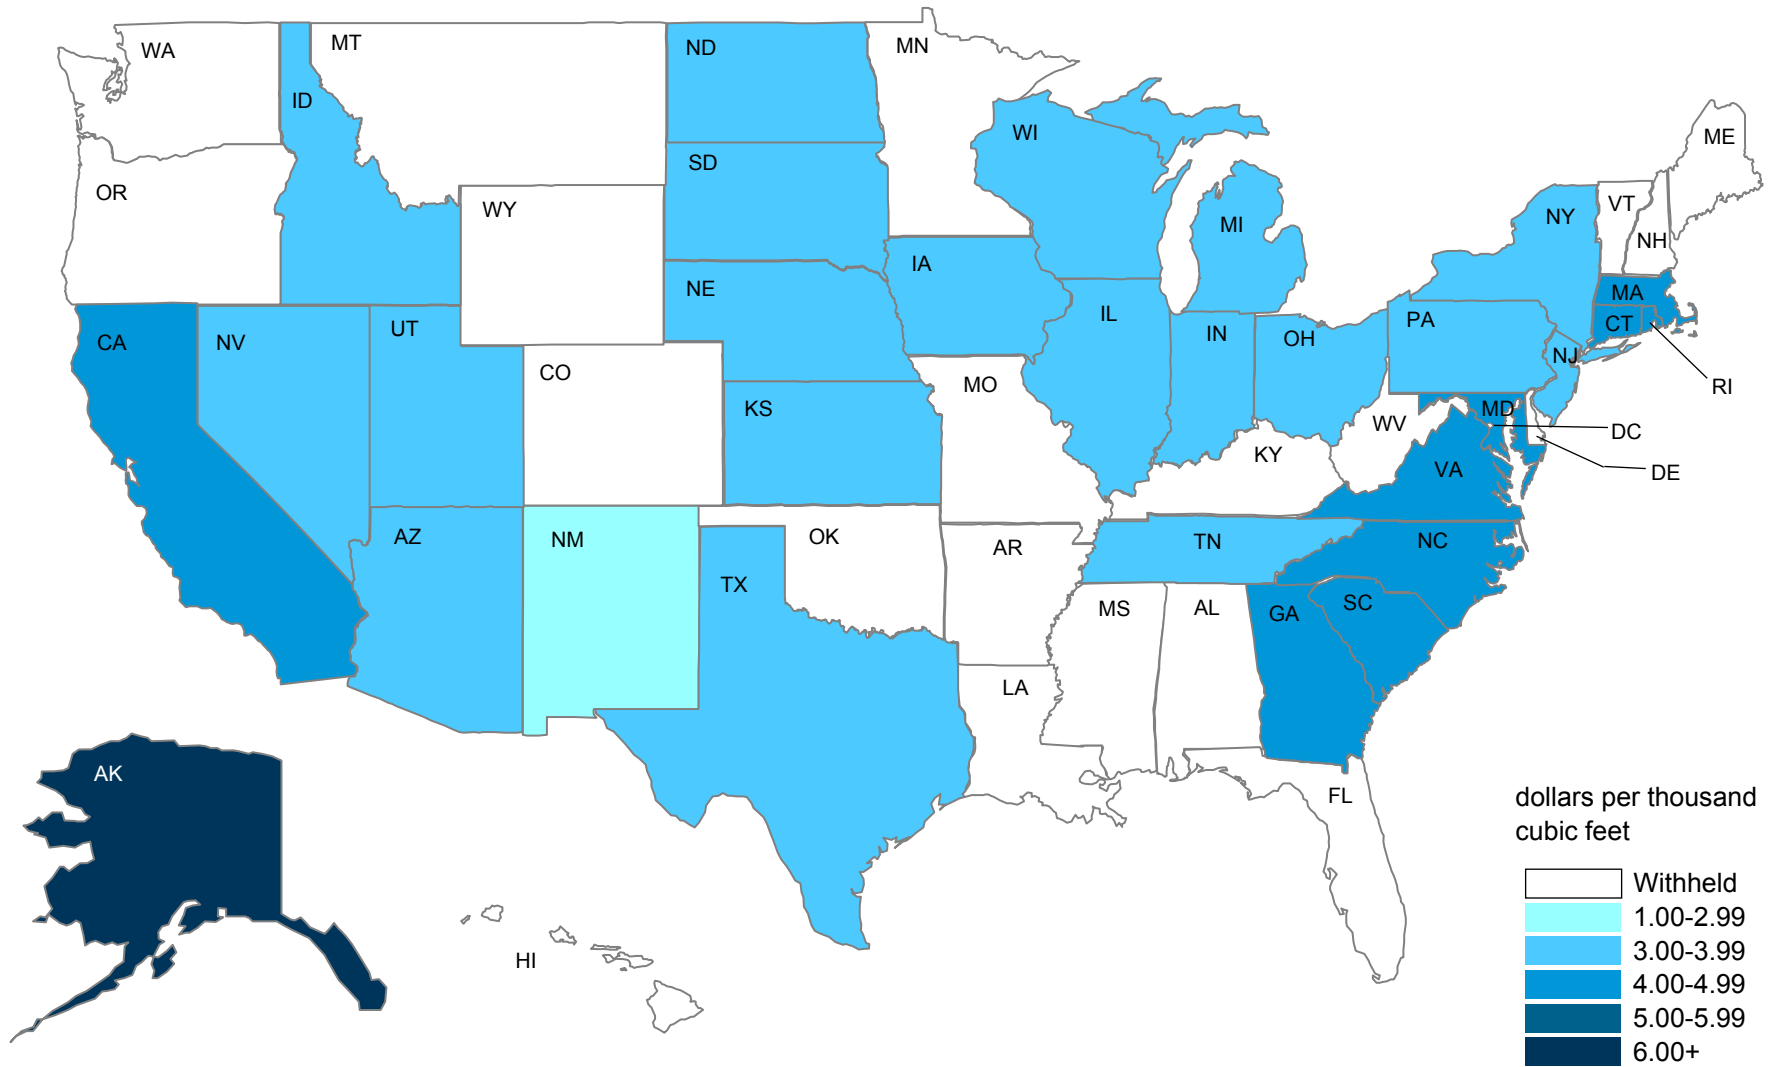 WA
MT
ND
MN
ID
WI
ME
SD
OR
WY
VT
NY
MI
NH
IA
NE
MA
IL
PA
CT
UT
IN
OH
CA
NV
NJ
CO
MO
RI
KS
MD
WV
DC
KY
VA
DE
AZ
NM
OK
AR
TN
NC
TX
MS
AL
GA
SC
LA
AK
FL
HI
dollars per thousand
cubic feet
Withheld
1.00-2.99
3.00-3.99
4.00-4.99
5.00-5.99
6.00+